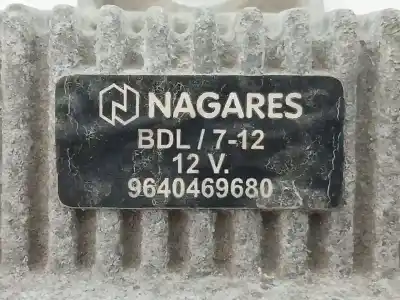 NAGARES
BDL / 7-12
12 V.
9640469680